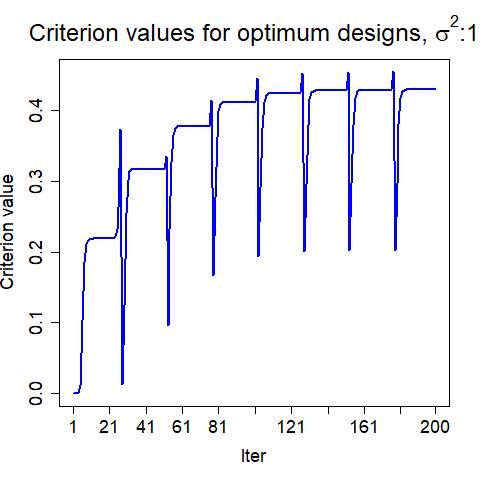 Criterion values for optimum designs, σ²:1
Criterion value
0.4
0.3
0.2
0.1
0.0
1 21 41 61 81 121 161 200
Iter